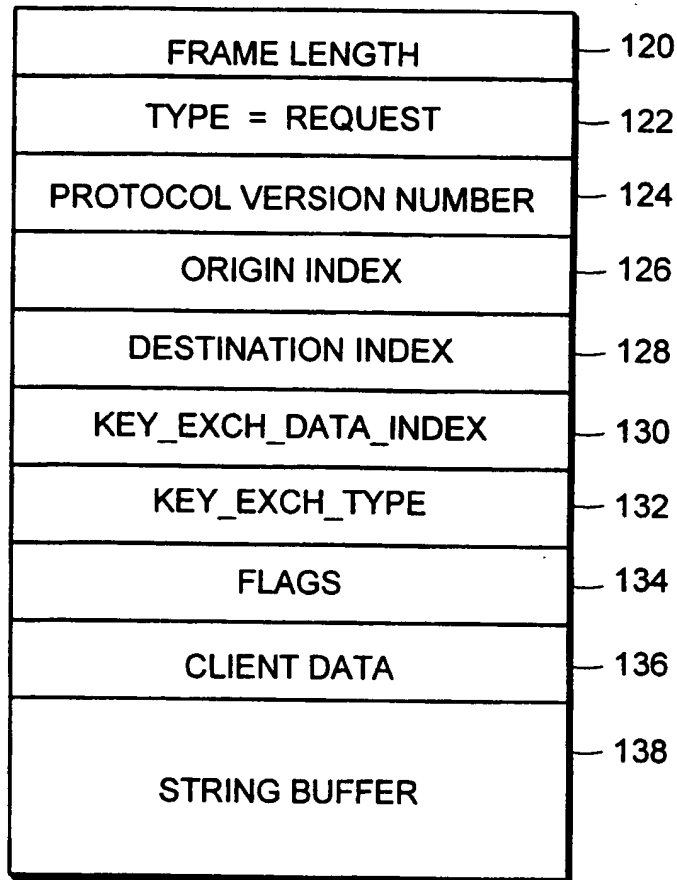 FRAME LENGTH 120
TYPE = REQUEST 122
PROTOCOL VERSION NUMBER 124
ORIGIN INDEX 126
DESTINATION INDEX 128
KEY_EXCH_DATA_INDEX 130
KEY_EXCH_TYPE 132
FLAGS 134
CLIENT DATA 136
138
STRING BUFFER